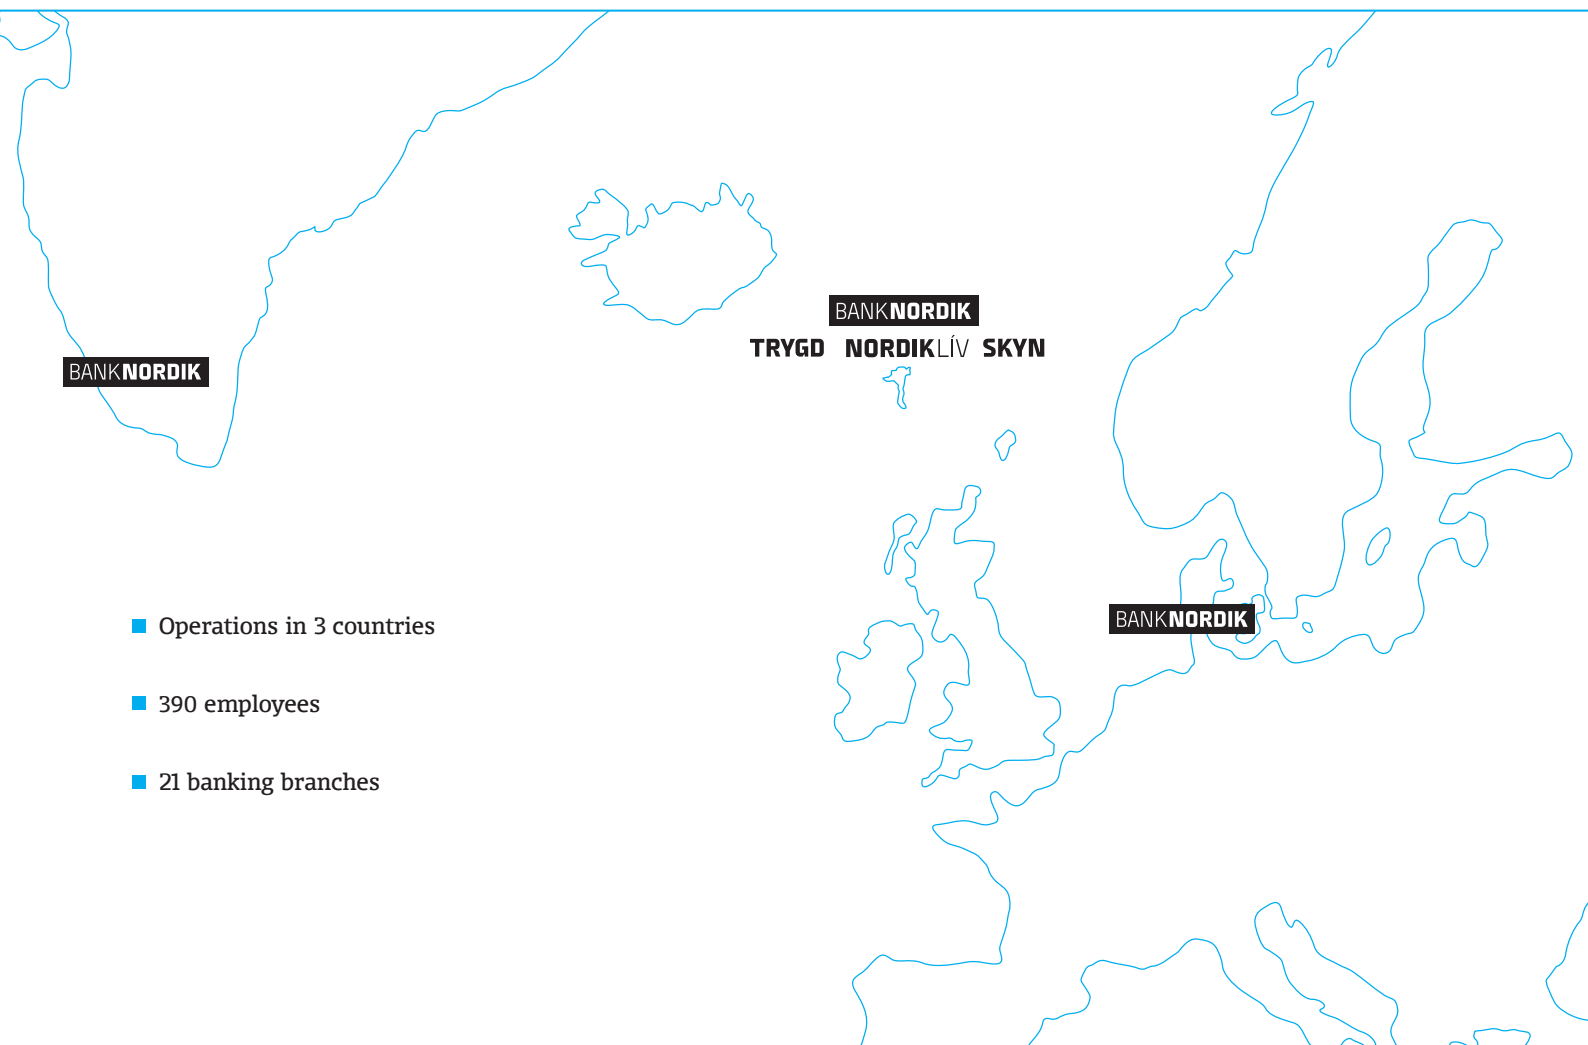 BANKNORDIK
TRYGD NORDIKLÍV SKYN
BANKNORDIK
BANKNORDIK
Operations in 3 countries
390 employees
21 banking branches